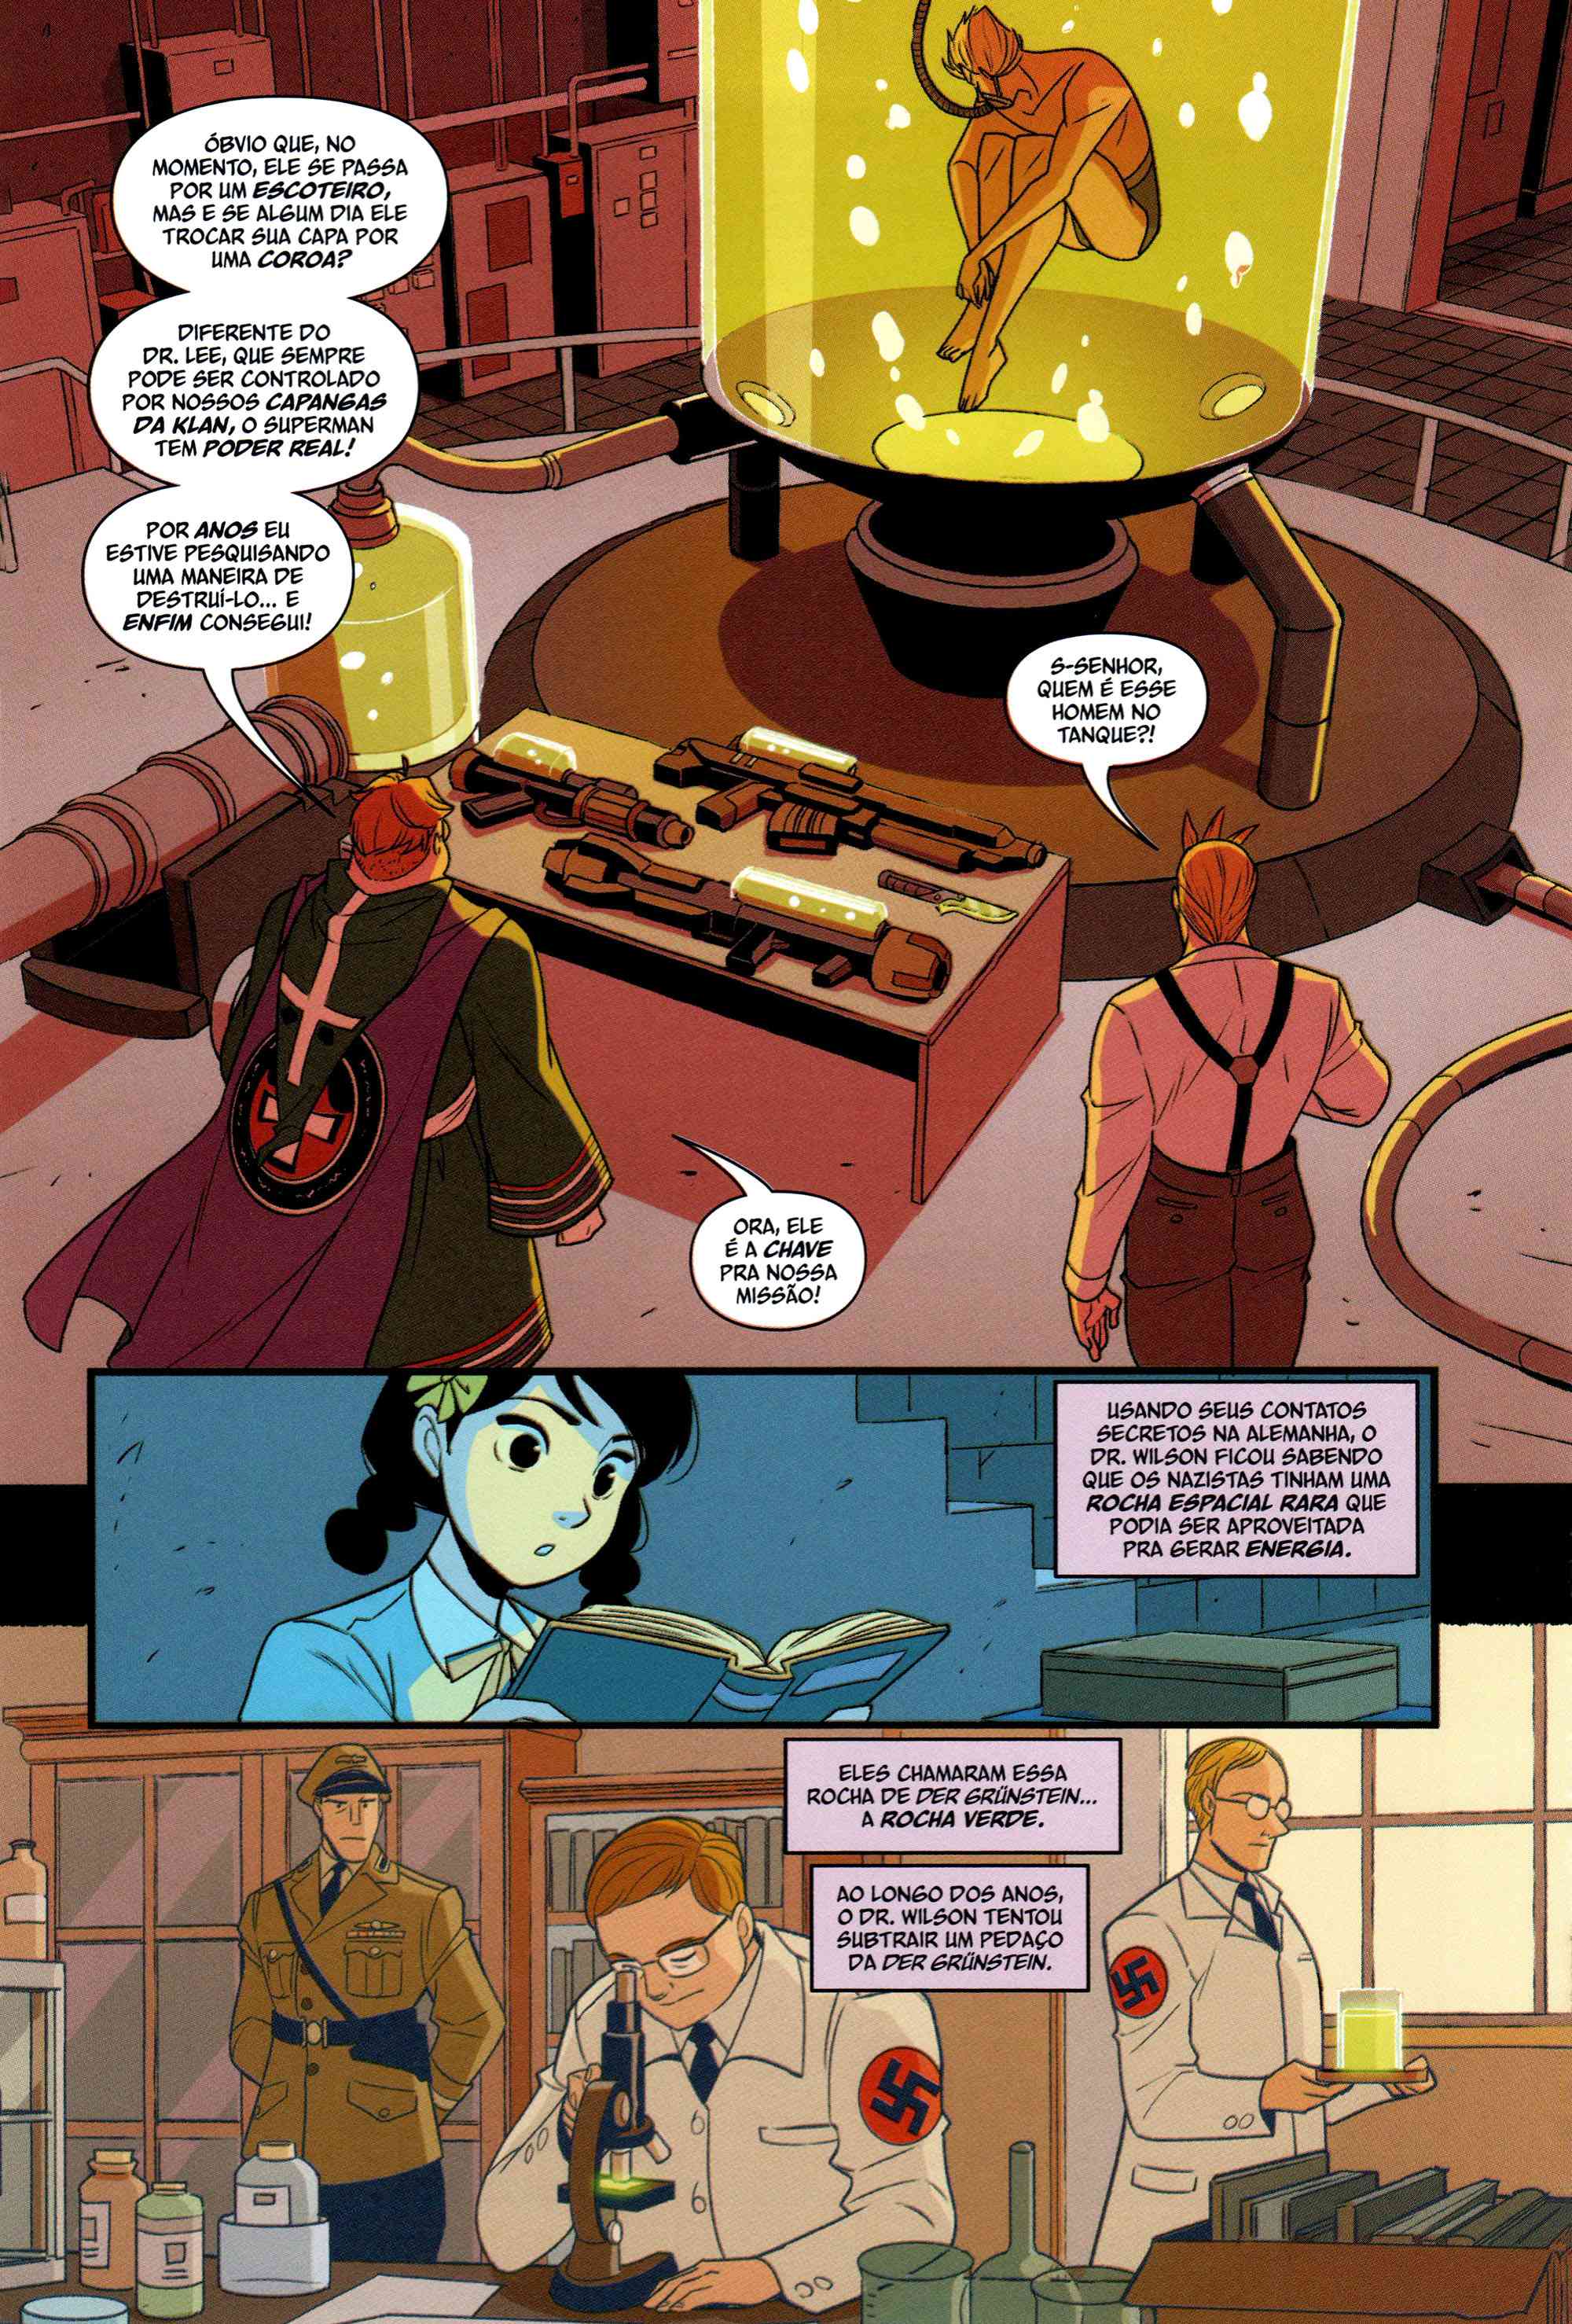 ÓBVIO QUE, NO
MOMENTO, ELE SE PASSA
POR UM ESCOTEIRO,
MAS E SE ALGUM DIA ELE
TROCAR SUA CAPA POR
UMA COROA?
DIFERENTE DO
DR. LEE, QUE SEMPRE
PODE SER CONTROLADO
POR NOSSOS CAPANGAS
DA KLAN, O SUPERMAN
TEM PODER REAL!
POR ANOS EU
ESTIVE PESQUISANDO
UMA MANEIRA DE
DESTRUÍ-LO... E
ENFIM CONSEGUI!
S-SENHOR,
QUEM É ESSE
HOMEM NO
TANQUE?!
ORA, ELE
É A CHAVE
PRA NOSSA
MISSÃO!
USANDO SEUS CONTATOS
SECRETOS NA ALEMANHA, O
DR. WILSON FICOU SABENDO
QUE OS NAZISTAS TINHAM UMA
ROCHA ESPACIAL RARA QUE
PODIA SER APROVEITADA
PRA GERAR ENERGIA.
ELES CHAMARAM ESSA
ROCHA DE DER GRÜNSTEIN...
A ROCHA VERDE.
AO LONGO DOS ANOS,
O DR. WILSON TENTOU
SUBTRAIR UM PEDAÇO
DA DER GRÜNSTEIN.